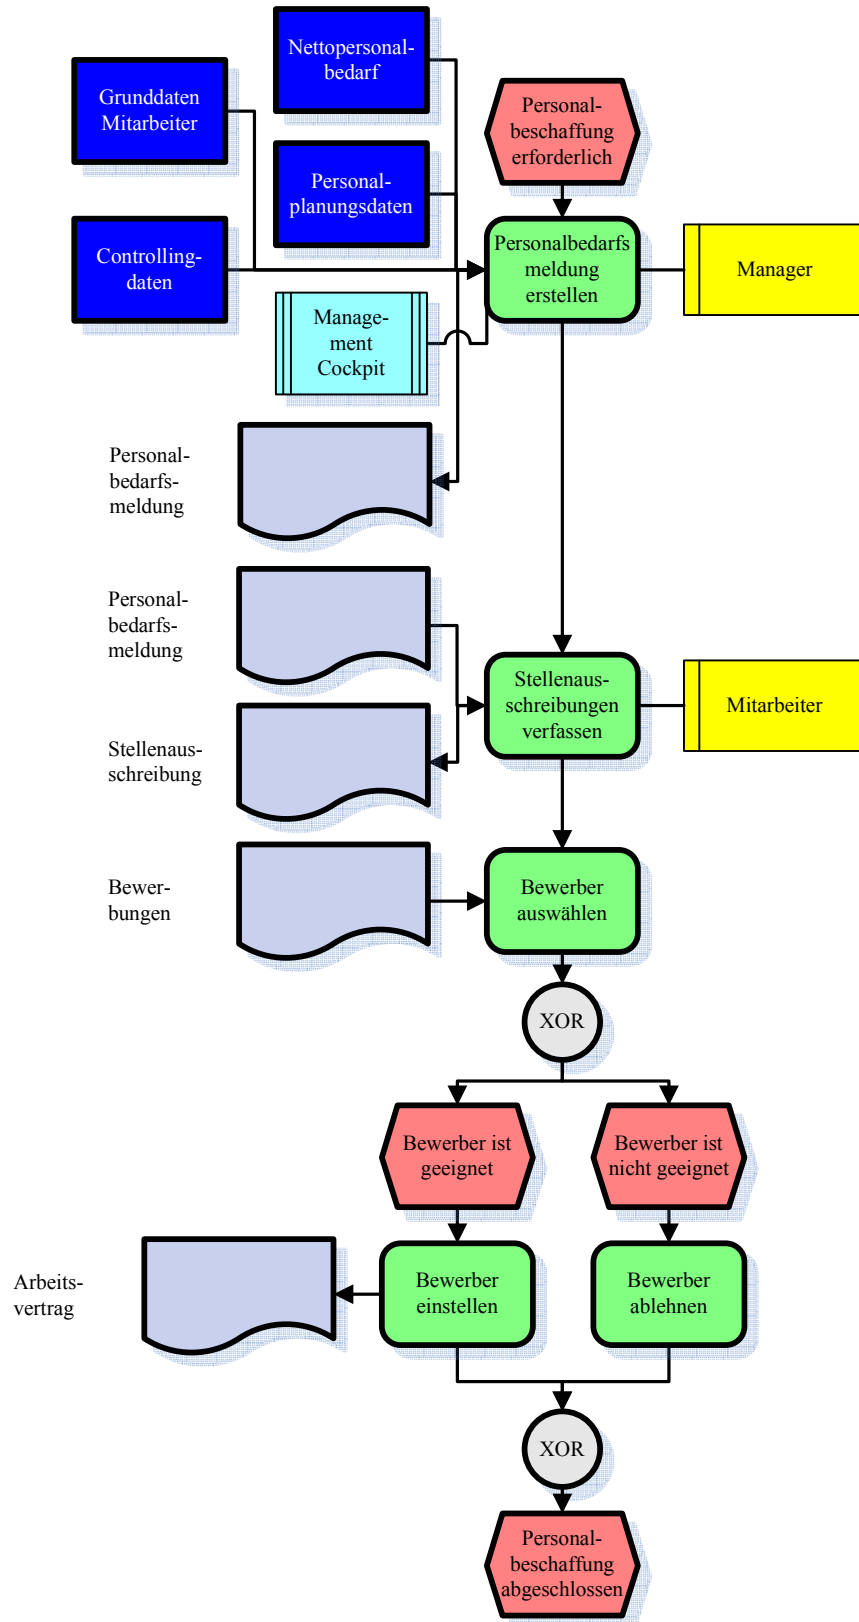 Nettopersonal-
bedarf
Grunddaten
Mitarbeiter
Personal-
beschaffung
erforderlich
Personal-
planungsdaten
Controlling-
daten
Personalbedarfs
meldung
erstellen
Manager
Manage-
ment
Cockpit
Personal-
bedarfs-
meldung
Personal-
bedarfs-
meldung
Stellenaus-
schreibungen
verfassen
Mitarbeiter
Stellenaus-
schreibung
Bewer-
bungen
Bewerber
auswählen
XOR
Bewerber ist
geeignet
Bewerber ist
nicht geeignet
Arbeits-
vertrag
Bewerber
einstellen
Bewerber
ablehnen
XOR
Personal-
beschaffung
abgeschlossen